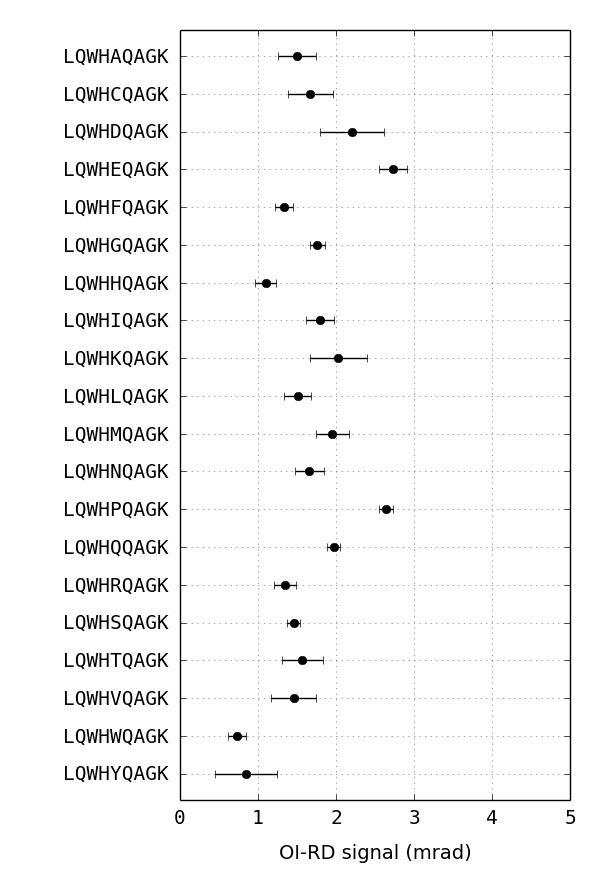 LQWHAQAGK
LQWHCQAGK
LQWHDQAGK
LQWHEQAGK
LQWHFQAGK
LQWHGQAGK
LQWHHQAGK
LQWHIQAGK
LQWHKQAGK
LQWHLQAGK
LQWHMQAGK
LQWHNQAGK
LQWHPQAGK
LQWHQQAGK
LQWHRQAGK
LQWHSQAGK
LQWHTQAGK
LQWHVQAGK
LQWHWQAGK
LQWHYQAGK
0 1 2 3 4 5
OI-RD signal (mrad)